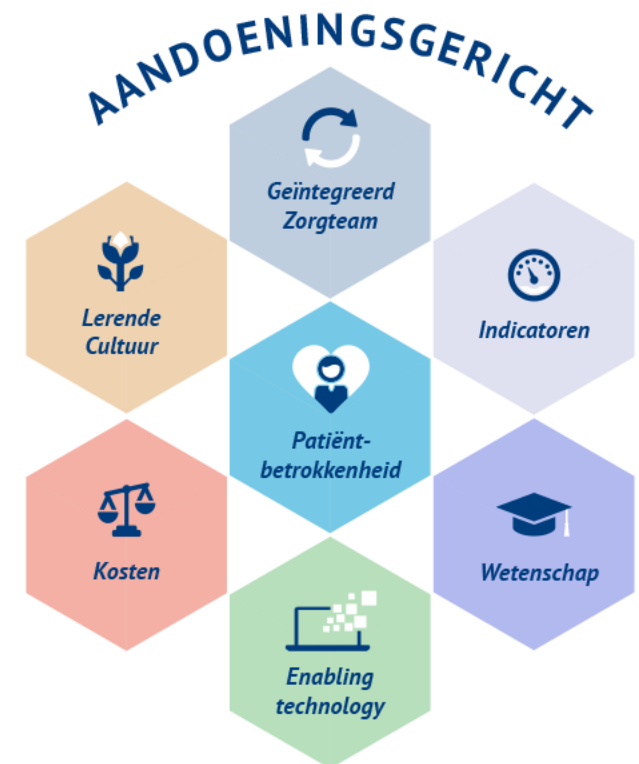 AANDOENINGSGERICHT
Geïntegreerd
Zorgteam
Lerende
Cultuur
Indicatoren
Patiënt-
betrokkenheid
Kosten
Wetenschap
Enabling
technology